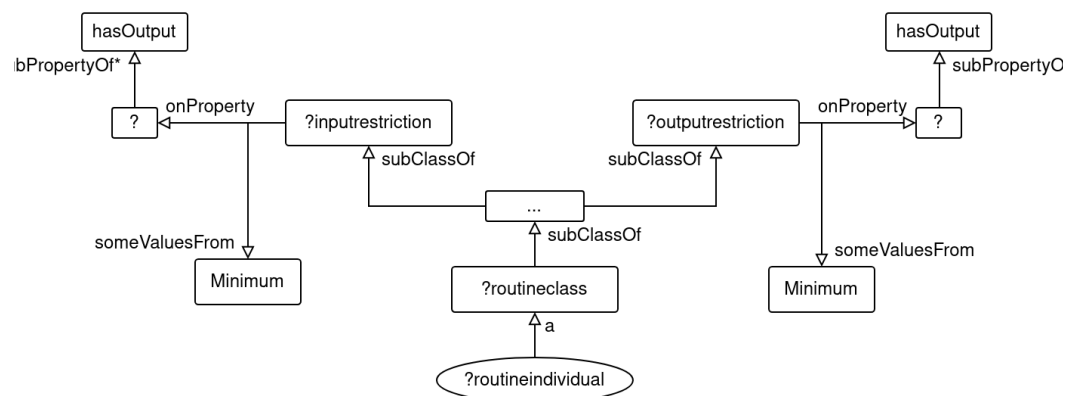 hasOutput
hasOutput
bPropertyOf*
subPropertyO
onProperty
onProperty
?
?inputrestriction
?outputrestriction
?
subClassOf
subClassOf
...
someValuesFrom
subClassOf
someValuesFrom
Minimum
?routineclass
Minimum
a
?routineindividual